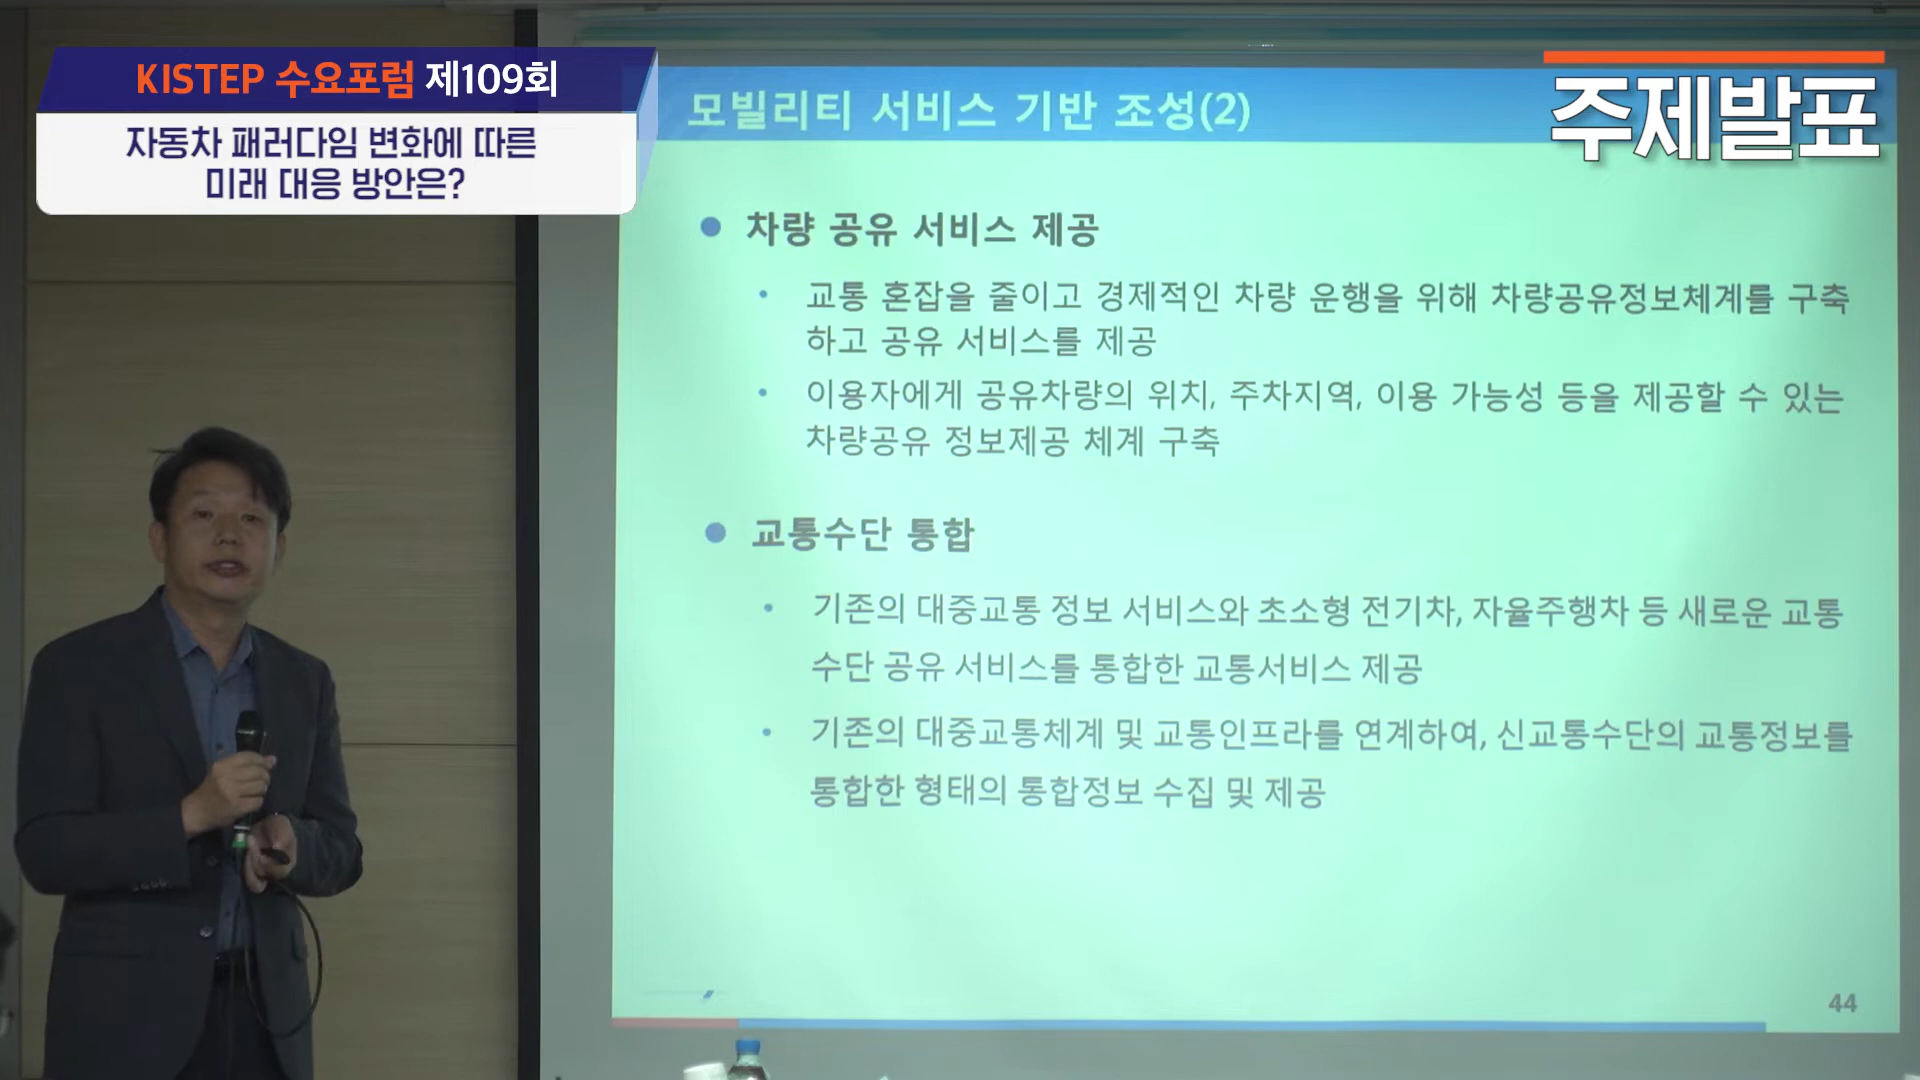 KISTEP 수요포럼 제109회
자동차 패러다임 변화에 따른
미래 대응 방안은?
주제발표
모빌리티 서비스 기반 조성(2)
차량 공유 서비스 제공
교통 혼잡을 줄이고 경제적인 차량 운행을 위해 차량공유정보체계를 구축
하고 공유 서비스를 제공
이용자에게 공유차량의 위치, 주차지역, 이용 가능성 등을 제공할 수 있는
차량공유 정보제공 체계 구축
교통수단 통합
기존의 대중교통 정보 서비스와 초소형 전기차, 자율주행차 등 새로운 교통
수단 공유 서비스를 통합한 교통서비스 제공
기존의 대중교통체계 및 교통인프라를 연계하여, 신교통수단의 교통정보를
통합한 형태의 통합정보 수집 및 제공
44